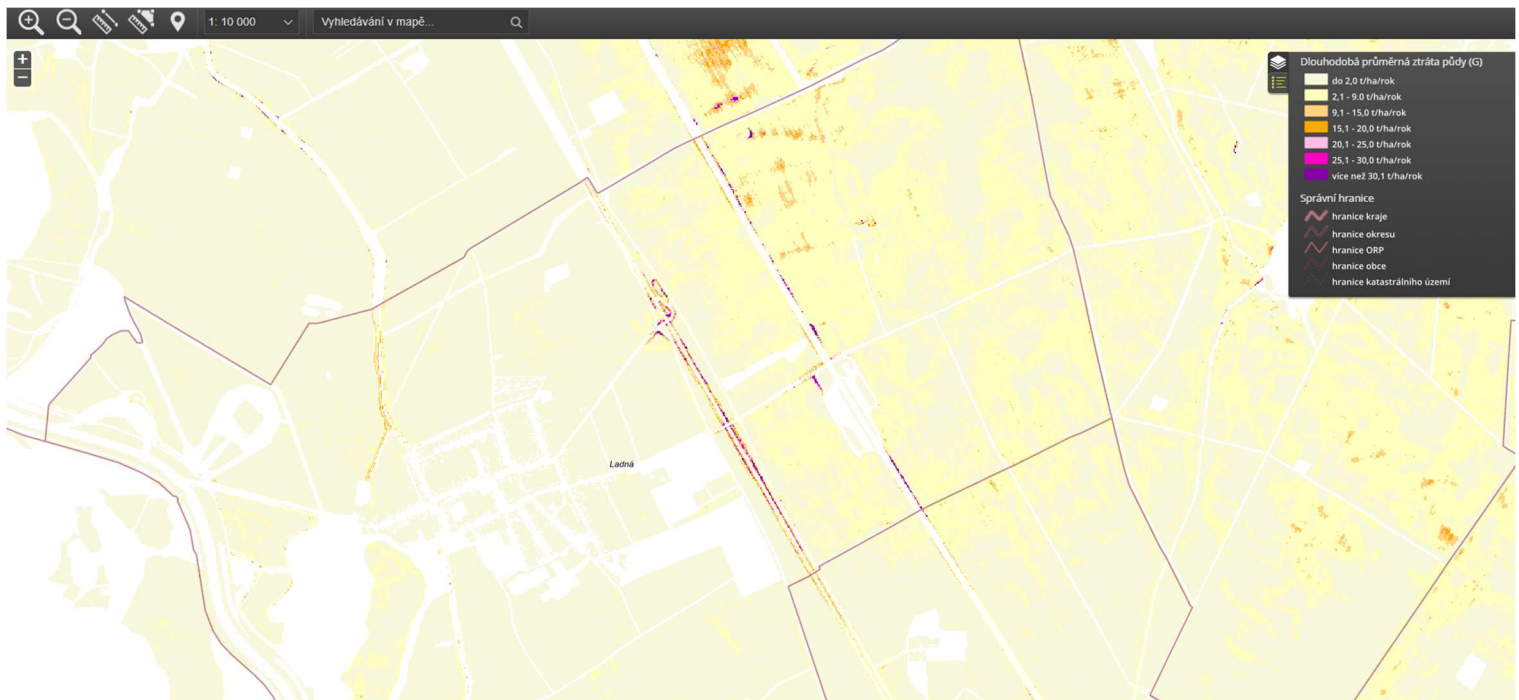 1: 10 000
Vyhledávání v mapě...
+
−
Dlouhodobá průměrná ztráta půdy (G)
do 2,0 t/ha/rok
2,1 - 9.0 t/ha/rok
9,1 - 15,0 t/ha/rok
15,1 - 20,0 t/ha/rok
20,1 - 25,0 t/ha/rok
25,1 - 30,0 t/ha/rok
více než 30,1 t/ha/rok
Správní hranice
hranice kraje
hranice okresu
hranice ORP
hranice obce
hranice katastrálního území
Ladná